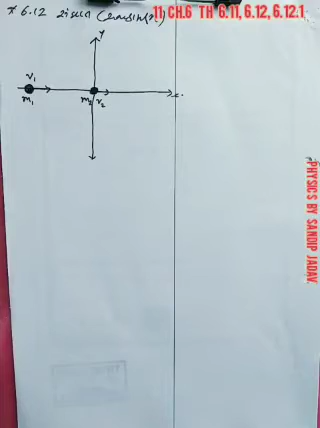 * 6.12 સંઘાત (collision)
11 CH.6 TH 6.11, 6.12, 6.12.1
y
v₁
x
m₁
m₂ v₂
PHYSICS BY SANDIP JADAV.